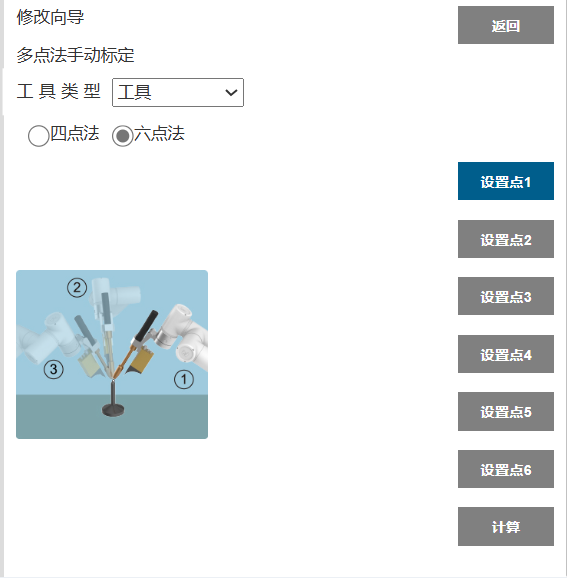 修改向导
返回
多点法手动标定
工具类型 工具
四点法 六点法
设置点1
设置点2
设置点3
设置点4
设置点5
设置点6
计算
②
③
①